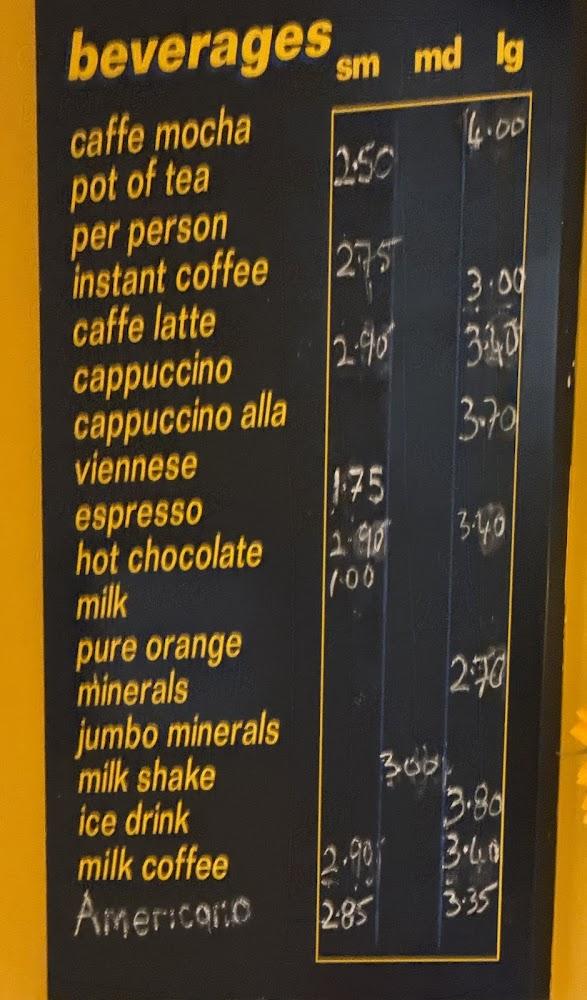 beverages sm md lg
caffe mocha 4.00
pot of tea 2.50
per person
instant coffee 2.75
caffe latte 3.00
cappuccino 2.90 3.40
cappuccino alla 3.70
viennese
espresso 1.75
hot chocolate 2.90 3.40
milk 1.00
pure orange
minerals 2.70
jumbo minerals
milk shake 3.00
ice drink 3.80
milk coffee 2.90 3.40
Americano 2.85 3.35